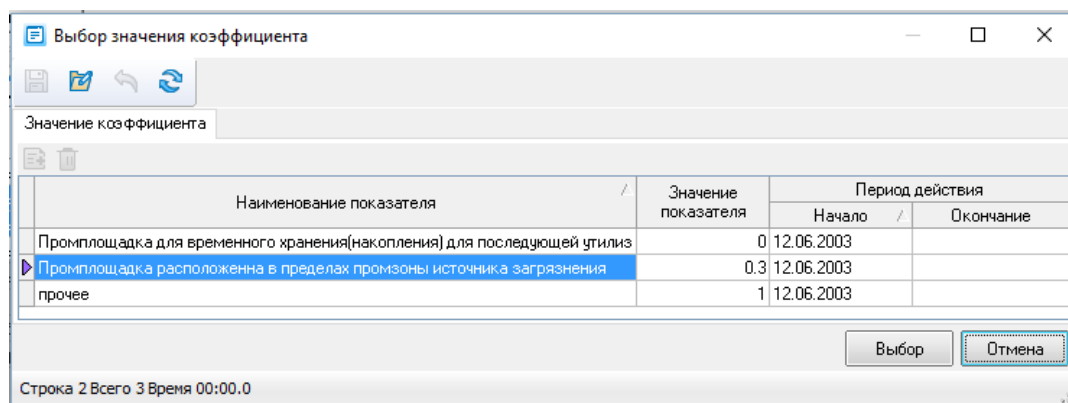 Выбор значения коэффициента
Значение коэффициента
Наименование показателя
Значение показателя
Период действия
Начало
Окончание
Промплощадка для временного хранения(накопления) для последующей утилиз 0 12.06.2003
Промплощадка расположенна в пределах промзоны источника загрязнения 0.3 12.06.2003
прочее 1 12.06.2003
Выбор Отмена
Строка 2 Всего 3 Время 00:00.0